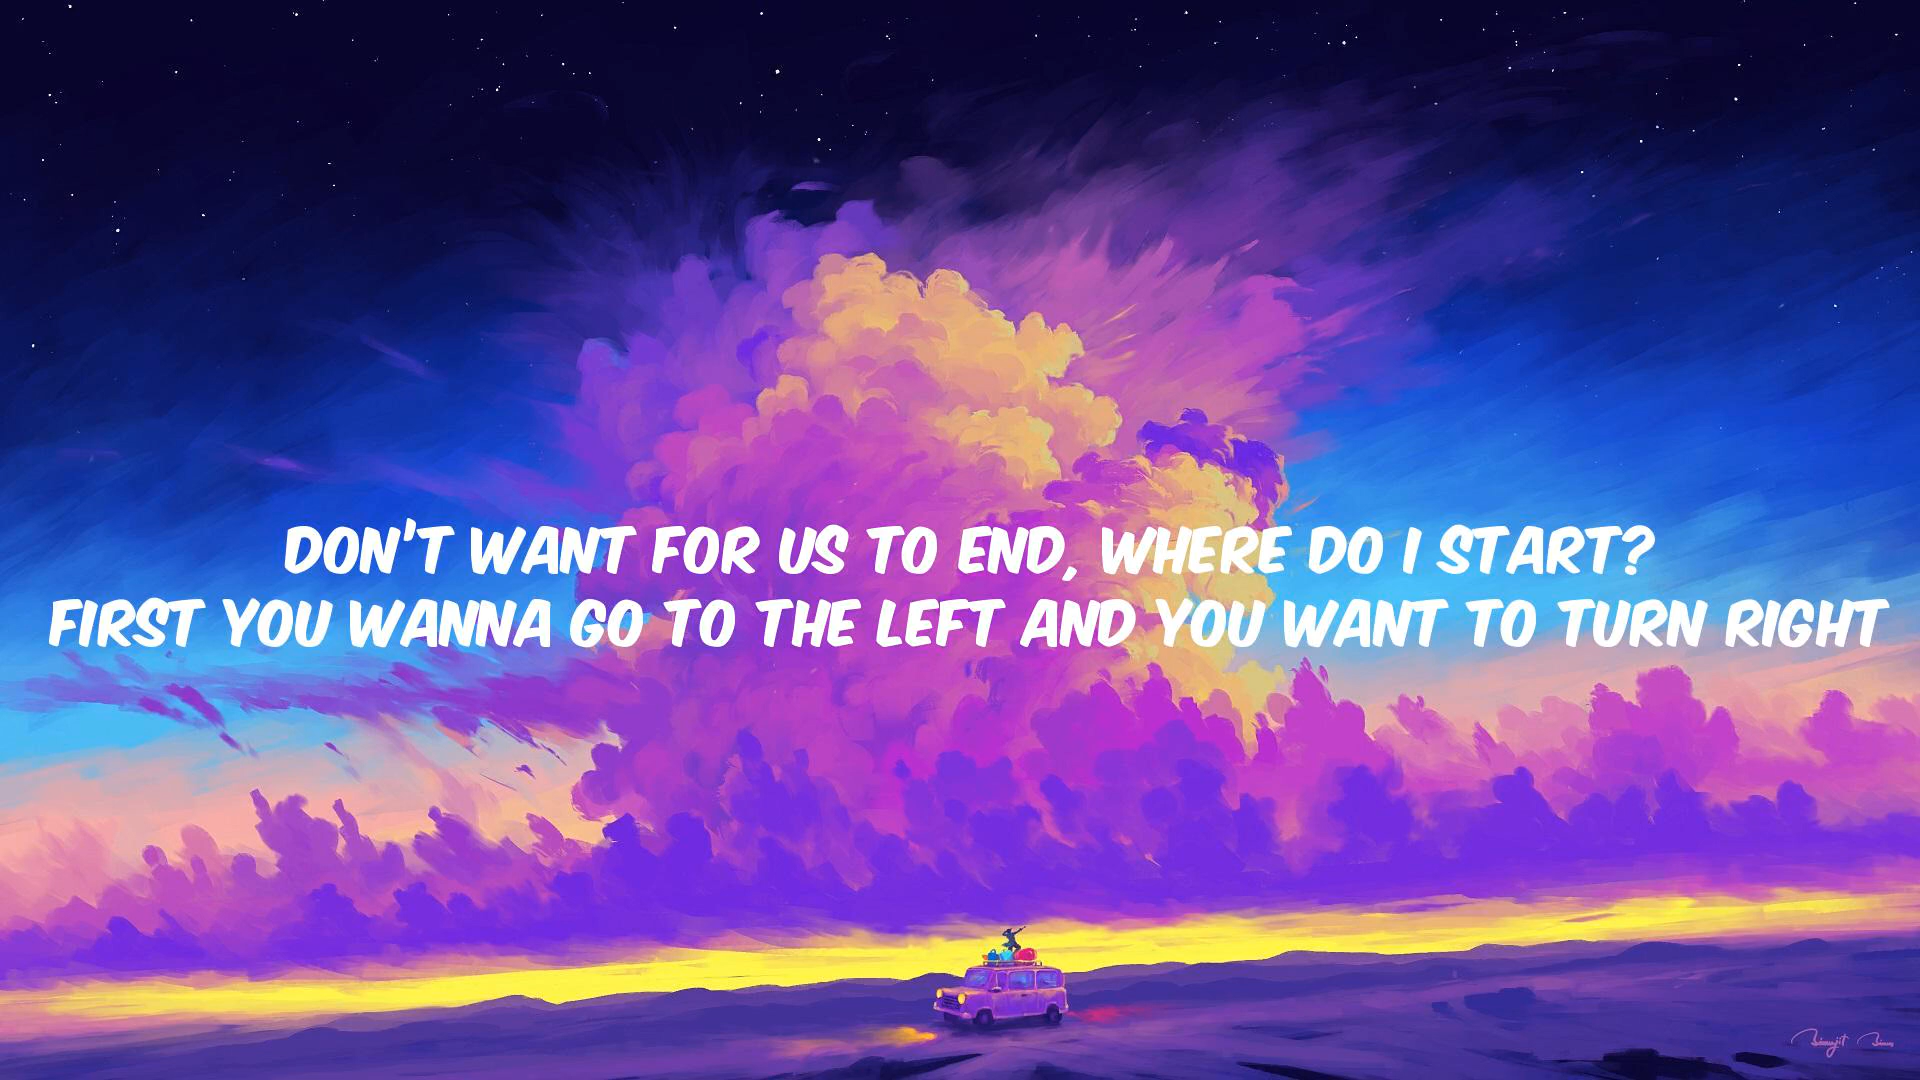 DON'T WANT FOR US TO END, WHERE DO I START?
FIRST YOU WANNA GO TO THE LEFT AND YOU WANT TO TURN RIGHT